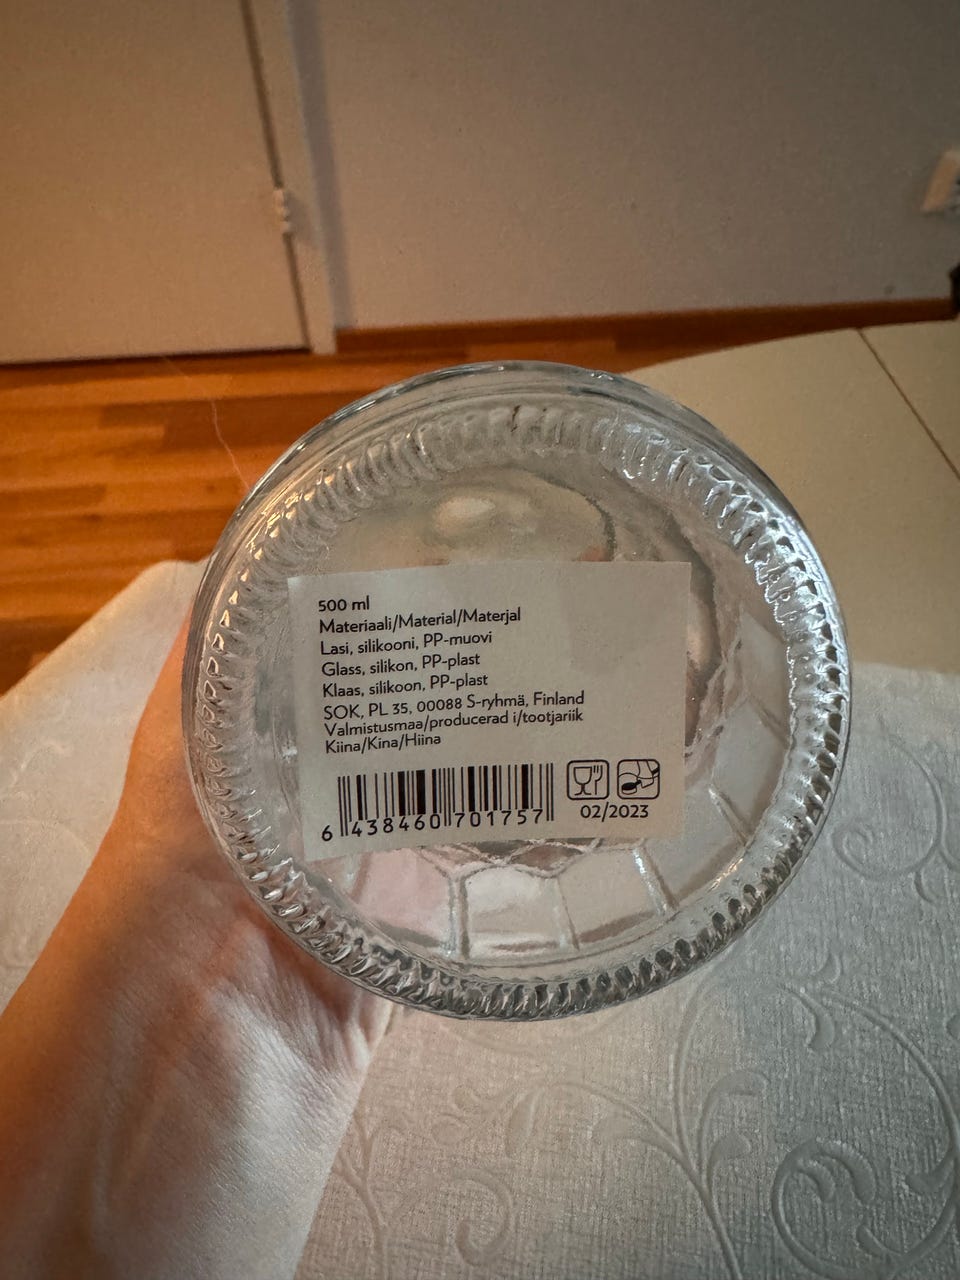 500 ml
Materiaali/Material/Materjal
Lasi, silikooni, PP-muovi
Glass, silikon, PP-plast
Klaas, silikoon, PP-plast
SOK, PL 35, 00088 S-ryhmä, Finland
Valmistusmaa/producerad i/tootjariik
Kiina/Kina/Hiina
6 438460 701757
02/2023